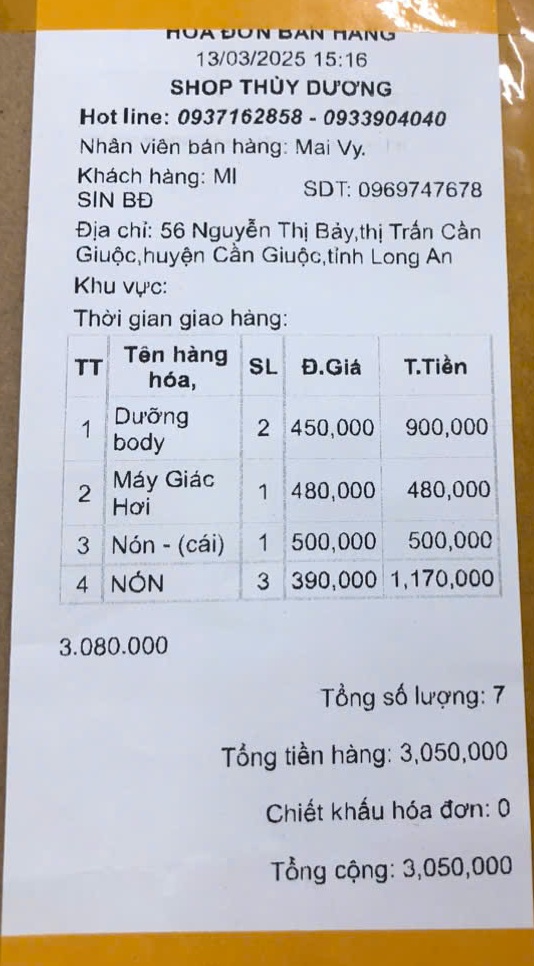 HÓA ĐƠN BÁN HÀNG
13/03/2025 15:16
SHOP THÙY DƯƠNG
Hot line: 0937162858 - 0933904040
Nhân viên bán hàng: Mai Vy.
Khách hàng: MI SIN BĐ
SDT: 0969747678
Địa chỉ: 56 Nguyễn Thị Bảy,thị Trấn Cần
Giuộc,huyện Cần Giuộc,tỉnh Long An
Khu vực:
Thời gian giao hàng:
TT Tên hàng hóa, SL Đ.Giá T.Tiền
1 Dưỡng body 2 450,000 900,000
2 Máy Giác Hơi 1 480,000 480,000
3 Nón - (cái) 1 500,000 500,000
4 NÓN 3 390,000 1,170,000
3.080.000
Tổng số lượng: 7
Tổng tiền hàng: 3,050,000
Chiết khấu hóa đơn: 0
Tổng cộng: 3,050,000